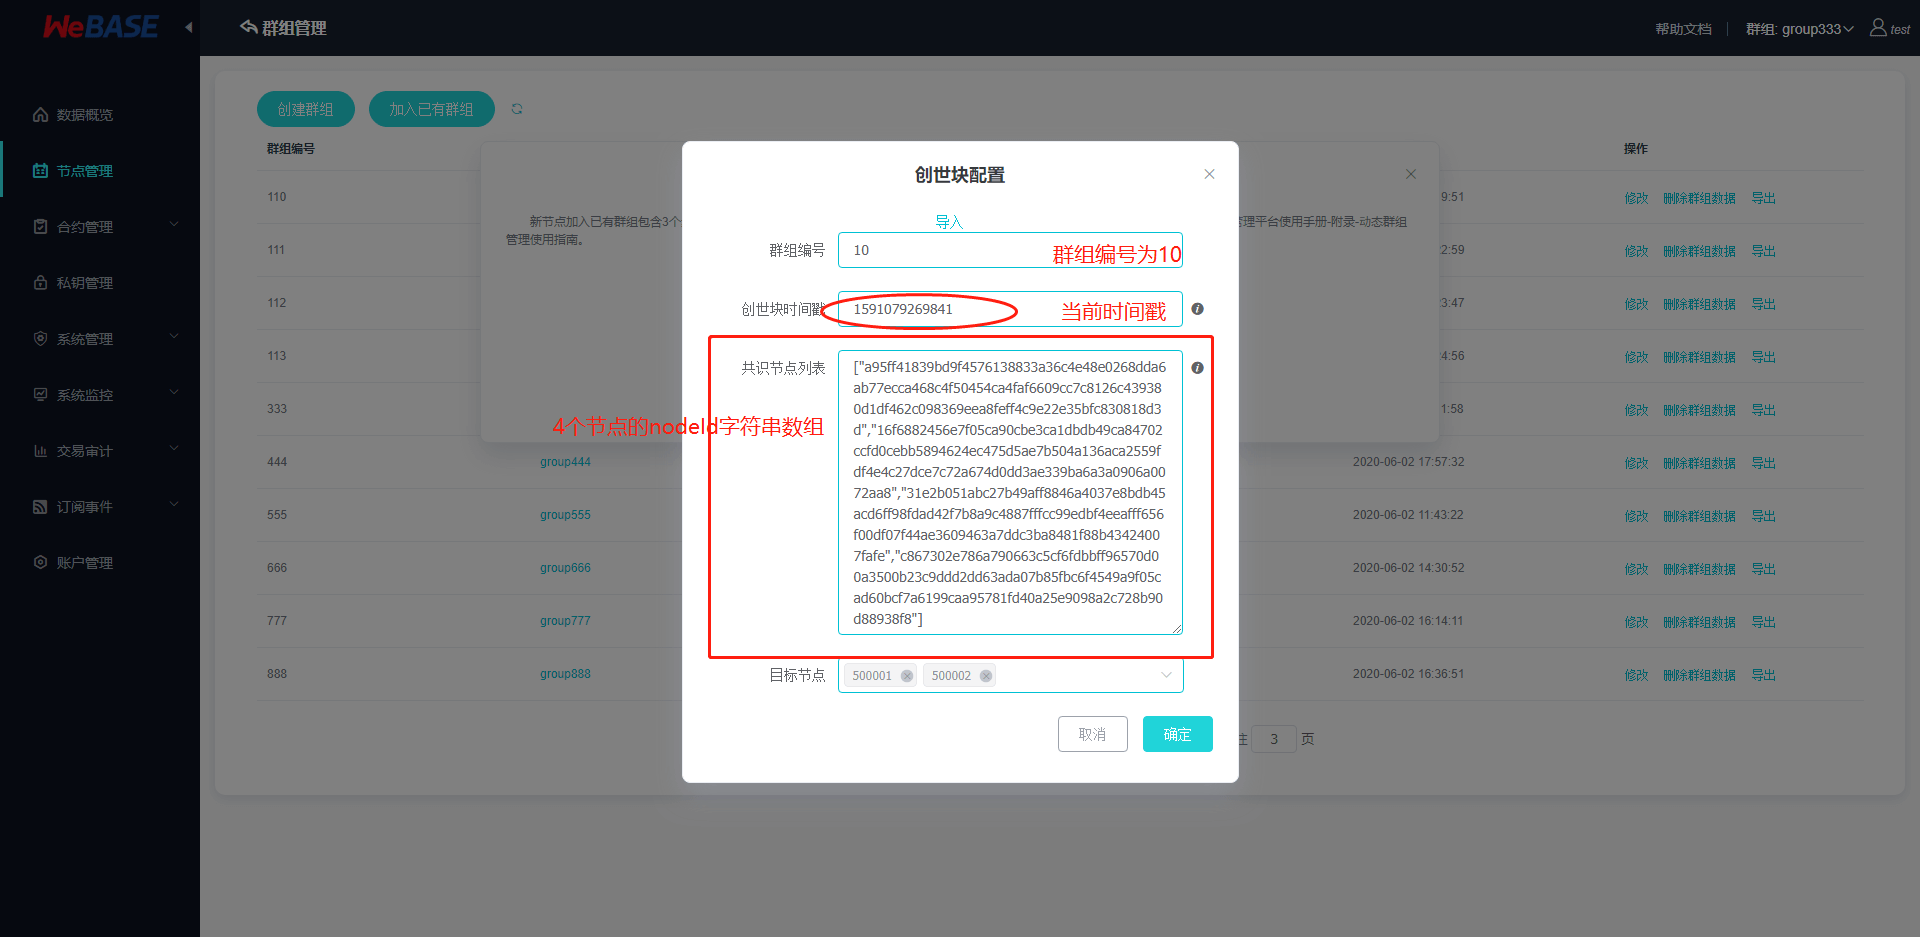 WeBASE
群组管理
帮助文档
群组: group333
test
数据概览
节点管理
合约管理
私钥管理
系统管理
系统监控
交易审计
订阅事件
账户管理
创建群组
加入已有群组
群组编号
操作
110
9:51
修改 删除群组数据 导出
111
2:59
修改 删除群组数据 导出
112
3:47
修改 删除群组数据 导出
113
4:56
修改 删除群组数据 导出
333
1:58
修改 删除群组数据 导出
444 group444 2020-06-02 17:57:32 修改 删除群组数据 导出
555 group555 2020-06-02 11:43:22 修改 删除群组数据 导出
666 group666 2020-06-02 14:30:52 修改 删除群组数据 导出
777 group777 2020-06-02 16:14:11 修改 删除群组数据 导出
888 group888 2020-06-02 16:36:51 修改 删除群组数据 导出
3 页
新节点加入已有群组包含3个
管理平台使用手册-附录-动态群组
管理使用指南。
创世块配置
导入
群组编号 10
群组编号为10
创世块时间戳 1591079269841
当前时间戳
共识节点列表
4个节点的nodeId字符串数组
["a95ff41839bd9f4576138833a36c4e48e0268dda6
ab77ecca468c4f50454ca4faf6609cc7c8126c43938
0d1df462c098369eea8feff4c9e22e35bfc830818d3
d","16f6882456e7f05ca90cbe3ca1dbdb49ca84702
ccfd0cebb5894624ec475d5ae7b504a136aca2559f
df4e4c27dce7c72a674d0dd3ae339ba6a3a0906a00
72aa8","31e2b051abc27b49aff8846a4037e8bdb45
acd6ff98fdad42f7b8a9c4887fffcc99edbf4eeafff656
f00df07f44ae3609463a7ddc3ba8481f88b4342400
7fafe","c867302e786a790663c5cf6fdbbff96570d0
0a3500b23c9ddd2dd63ada07b85fbc6f4549a9f05c
ad60bcf7a6199caa95781fd40a25e9098a2c728b90
d88938f8"]
目标节点 500001 500002
取消
确定